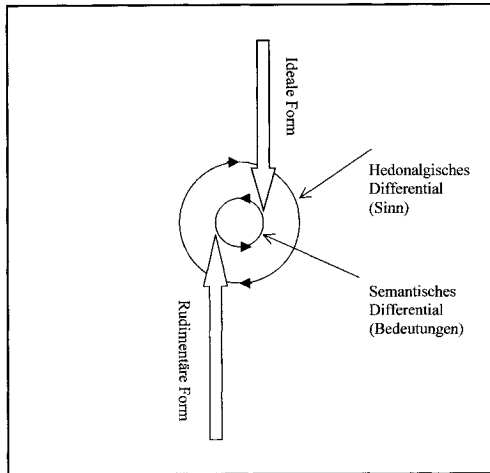 Ideale Form
Hedonalgisches
Differential
(Sinn)
Semantisches
Differential
(Bedeutungen)
Rudimentäre Form